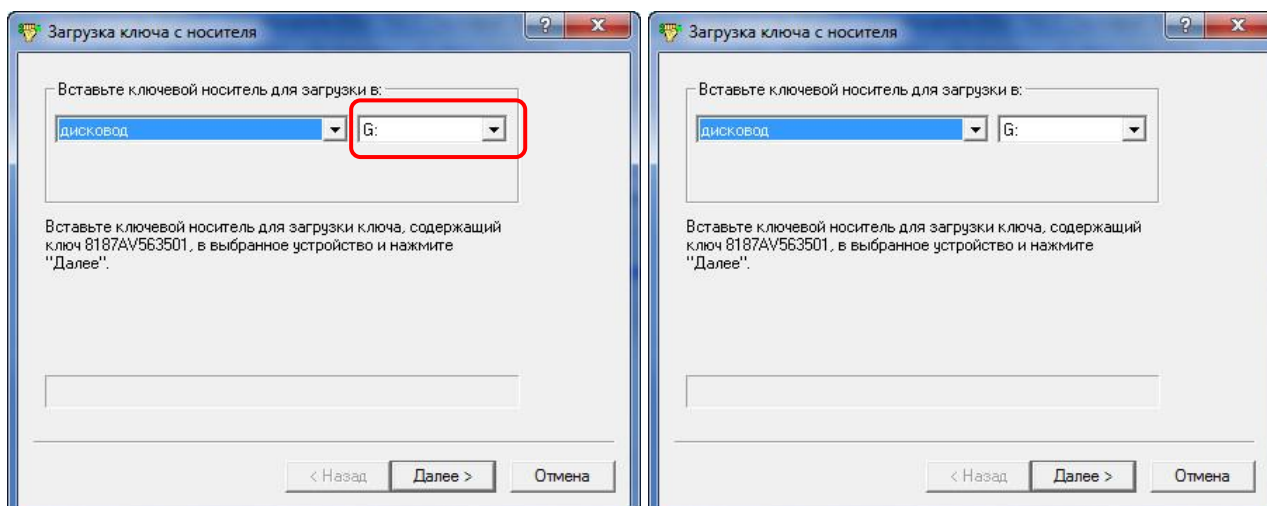 Загрузка ключа с носителя
Вставьте ключевой носитель для загрузки в:
дисковод G:
Вставьте ключевой носитель для загрузки ключа, содержащий
ключ 8187AV563501, в выбранное устройство и нажмите
"Далее".
< Назад Далее > Отмена
Загрузка ключа с носителя
Вставьте ключевой носитель для загрузки в:
дисковод G:
Вставьте ключевой носитель для загрузки ключа, содержащий
ключ 8187AV563501, в выбранное устройство и нажмите
"Далее".
< Назад Далее > Отмена